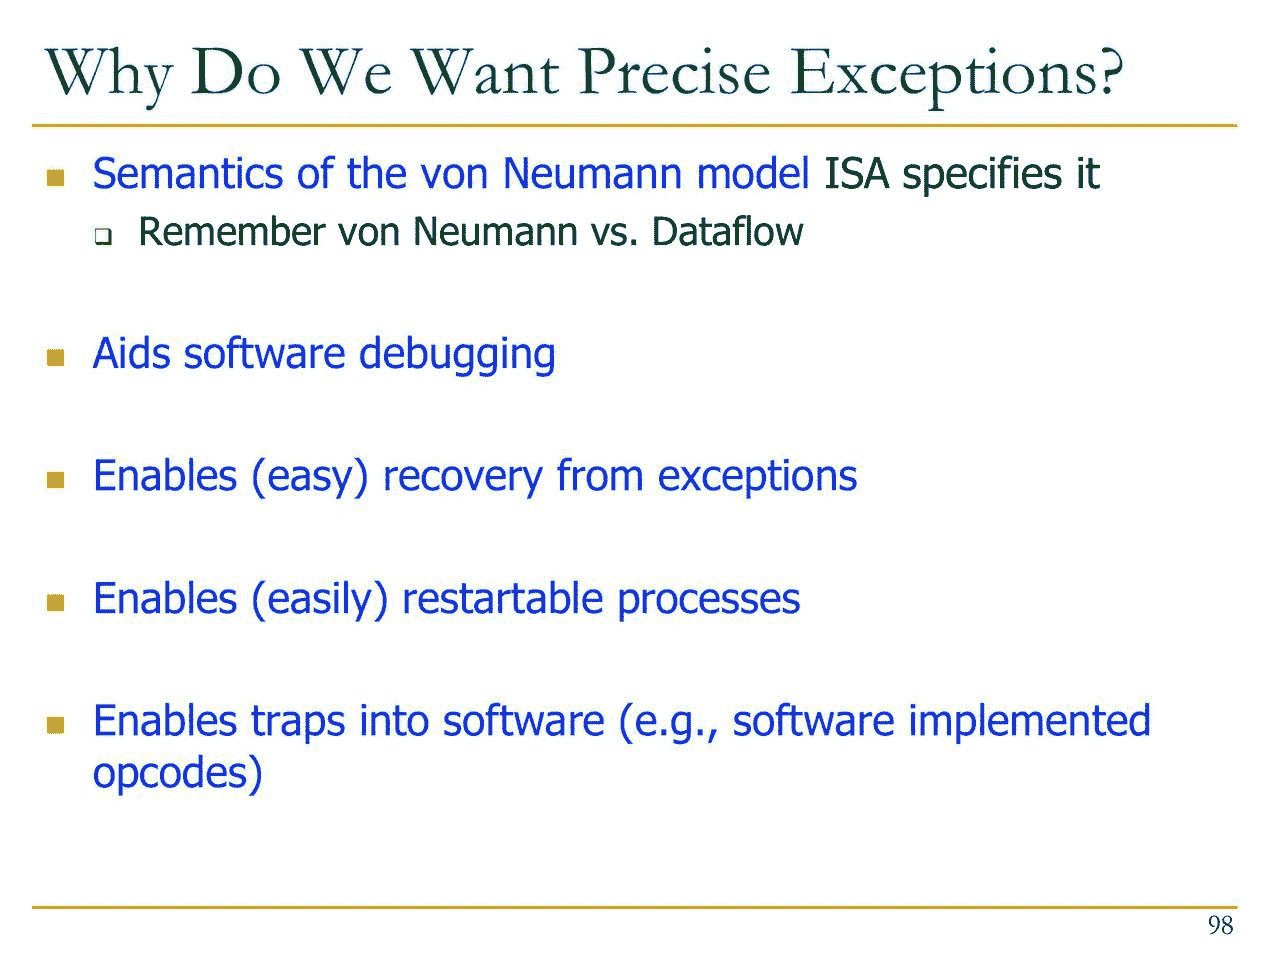 Why Do We Want Precise Exceptions?
Semantics of the von Neumann model ISA specifies it
Remember von Neumann vs. Dataflow
Aids software debugging
Enables (easy) recovery from exceptions
Enables (easily) restartable processes
Enables traps into software (e.g., software implemented
opcodes)
98